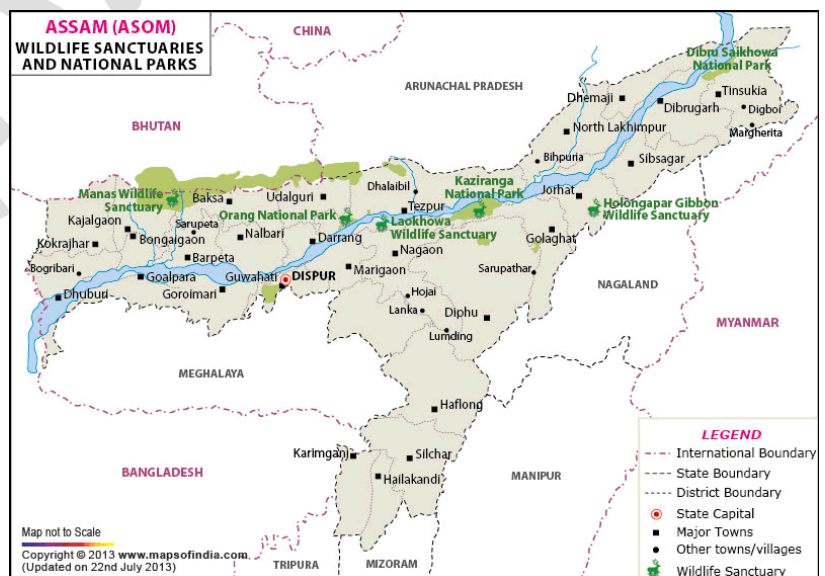 ASSAM (ASOM)
WILDLIFE SANCTUARIES
AND NATIONAL PARKS
CHINA
ARUNACHAL PRADESH
BHUTAN
Dibru Saikhowa
National Park
Tinsukia
Dhemaji
Dibrugarh
Digboi
Margherita
North Lakhimpur
Bihpuria
Sibsagar
Manas Wildlife
Sanctuary
Baksa
Udalguri
Dhalaibil
Kaziranga
National Park
Jorhat
Tezpur
Holongapar Gibbon
Wildlife Sanctuary
Orang National Park
Laokhowa
Wildlife Sanctuary
Kajalgaon
Sarupeta
Bongaigaon
Nalbari
Darrang
Golaghat
Kokrajhar
Barpeta
Nagaon
Bogribari
Goalpara
Guwahati
DISPUR
Marigaon
Sarupathar
Dhuburi
Goroimari
Hojai
NAGALAND
Lanka
Diphu
MYANMAR
Lumding
MEGHALAYA
Haflong
Karimganj
Silchar
BANGLADESH
Hailakandi
MANIPUR
TRIPURA
MIZORAM
LEGEND
International Boundary
State Boundary
District Boundary
State Capital
Major Towns
Other towns/villages
Wildlife Sanctuary
Map not to Scale
Copyright © 2013 www.mapsofindia.com
(Updated on 22nd July 2013)